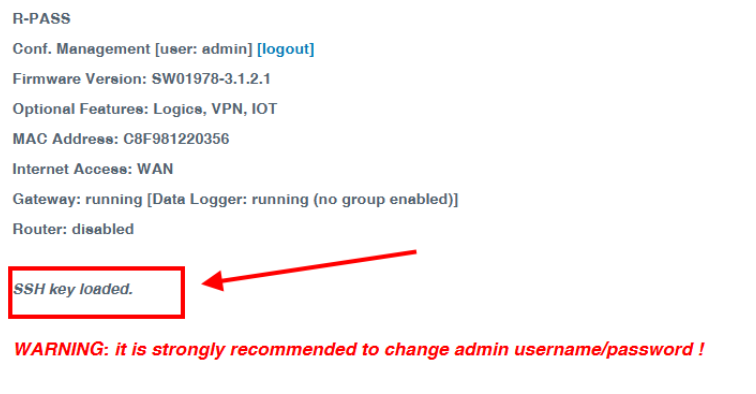 R-PASS
Conf. Management [user: admin] [logout]
Firmware Version: SW01978-3.1.2.1
Optional Features: Logics, VPN, IOT
MAC Address: C8F981220356
Internet Access: WAN
Gateway: running [Data Logger: running (no group enabled)]
Router: disabled
SSH key loaded.
WARNING: it is strongly recommended to change admin username/password !